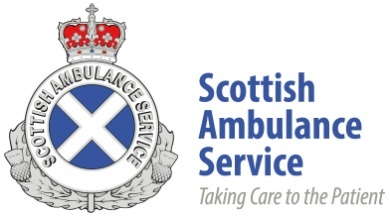 SCOTTISH AMBULANCE SERVICE
Scottish
Ambulance
Service
Taking Care to the Patient